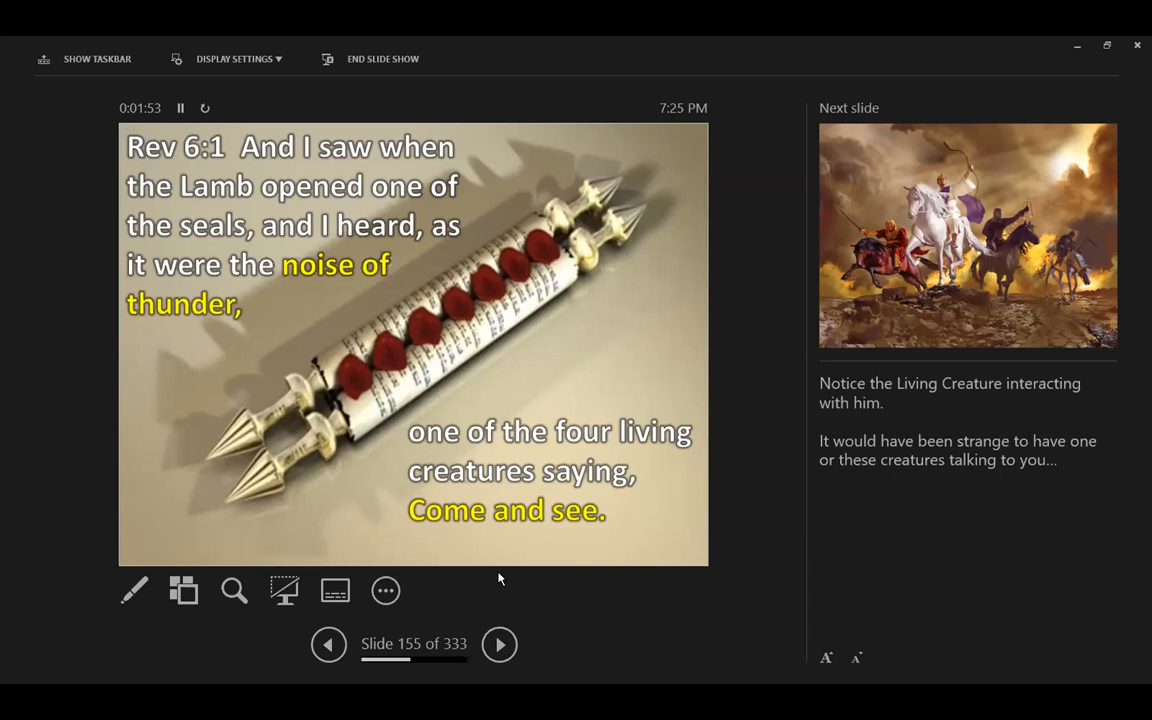 SHOW TASKBAR
DISPLAY SETTINGS ▼
END SLIDE SHOW
0:01:53
7:25 PM
Next slide
Rev 6:1 And I saw when
the Lamb opened one of
the seals, and I heard, as
it were the noise of
thunder,
one of the four living
creatures saying,
Come and see.
Notice the Living Creature interacting
with him.
It would have been strange to have one
or these creatures talking to you...
Slide 155 of 333
A A